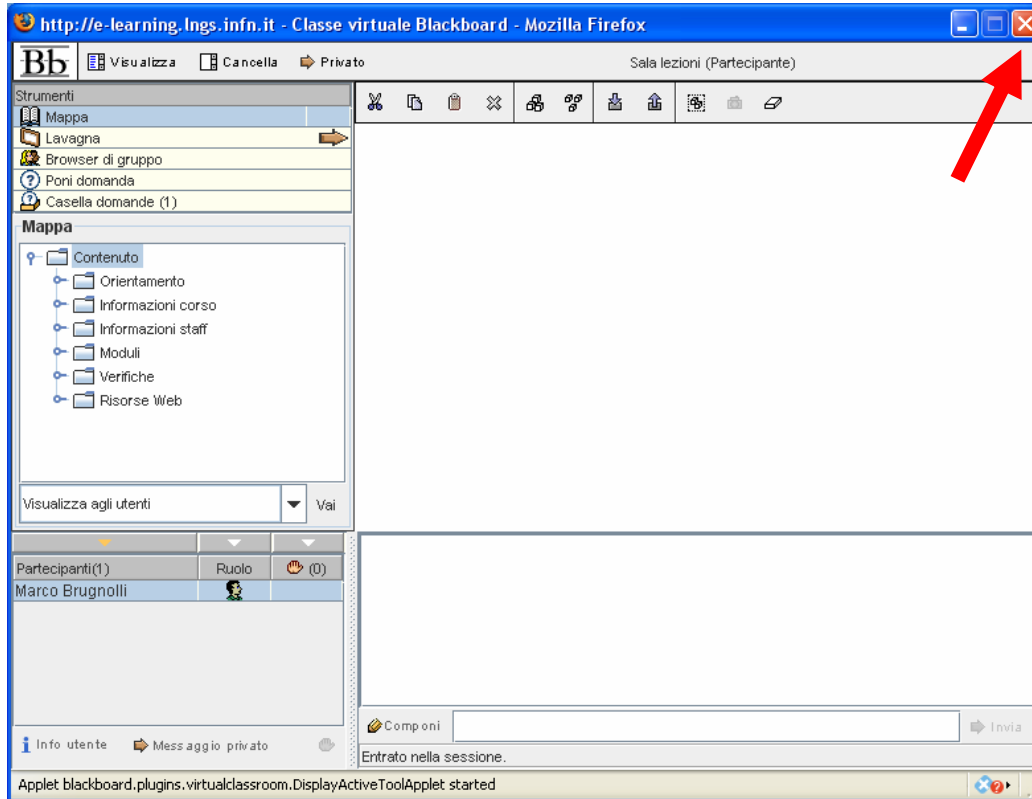 http://e-learning.lngs.infn.it - Classe virtuale Blackboard - Mozilla Firefox
Bb Visualizza Cancella Privato Sala lezioni (Partecipante)
Strumenti
Mappa
Lavagna
Browser di gruppo
Poni domanda
Casella domande (1)
Mappa
Contenuto
Orientamento
Informazioni corso
Informazioni staff
Moduli
Verifiche
Risorse Web
Visualizza agli utenti Vai
Partecipanti(1) Ruolo (0)
Marco Brugnolli
Info utente Messaggio privato
Componi Invia
Entrato nella sessione.
Applet blackboard.plugins.virtualclassroom.DisplayActiveToolApplet started